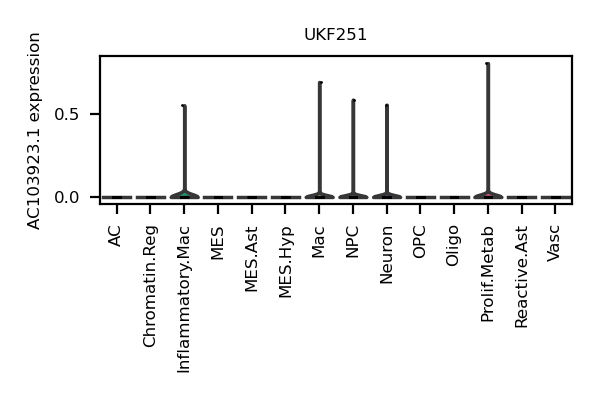 UKF251
AC103923.1 expression
0.5
0.0
AC
Chromatin.Reg
Inflammatory.Mac
MES
MES.Ast
MES.Hyp
Mac
NPC
Neuron
OPC
Oligo
Prolif.Metab
Reactive.Ast
Vasc